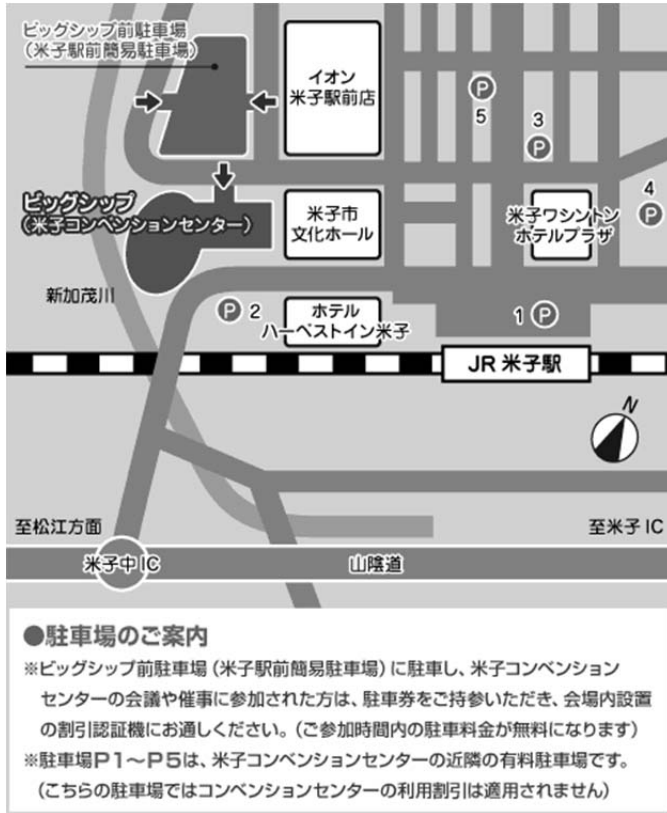 ビッグシップ前駐車場
(米子駅前簡易駐車場)
イオン
米子駅前店
P
5
3
P
4
P
ビッグシップ
(米子コンベンションセンター)
米子市
文化ホール
米子ワシントン
ホテルプラザ
新加茂川
P 2
ホテル
ハーベストイン米子
1 P
JR 米子駅
N
至松江方面
至米子 IC
米子中 IC
山陰道
●駐車場のご案内
※ビッグシップ前駐車場(米子駅前簡易駐車場)に駐車し、米子コンベンション
センターの会議や催事に参加された方は、駐車券をご持参いただき、会場内設置
の割引認証機にお通しください。(ご参加時間内の駐車料金が無料になります)
※駐車場P1~P5は、米子コンベンションセンターの近隣の有料駐車場です。
(こちらの駐車場ではコンベンションセンターの利用割引は適用されません)